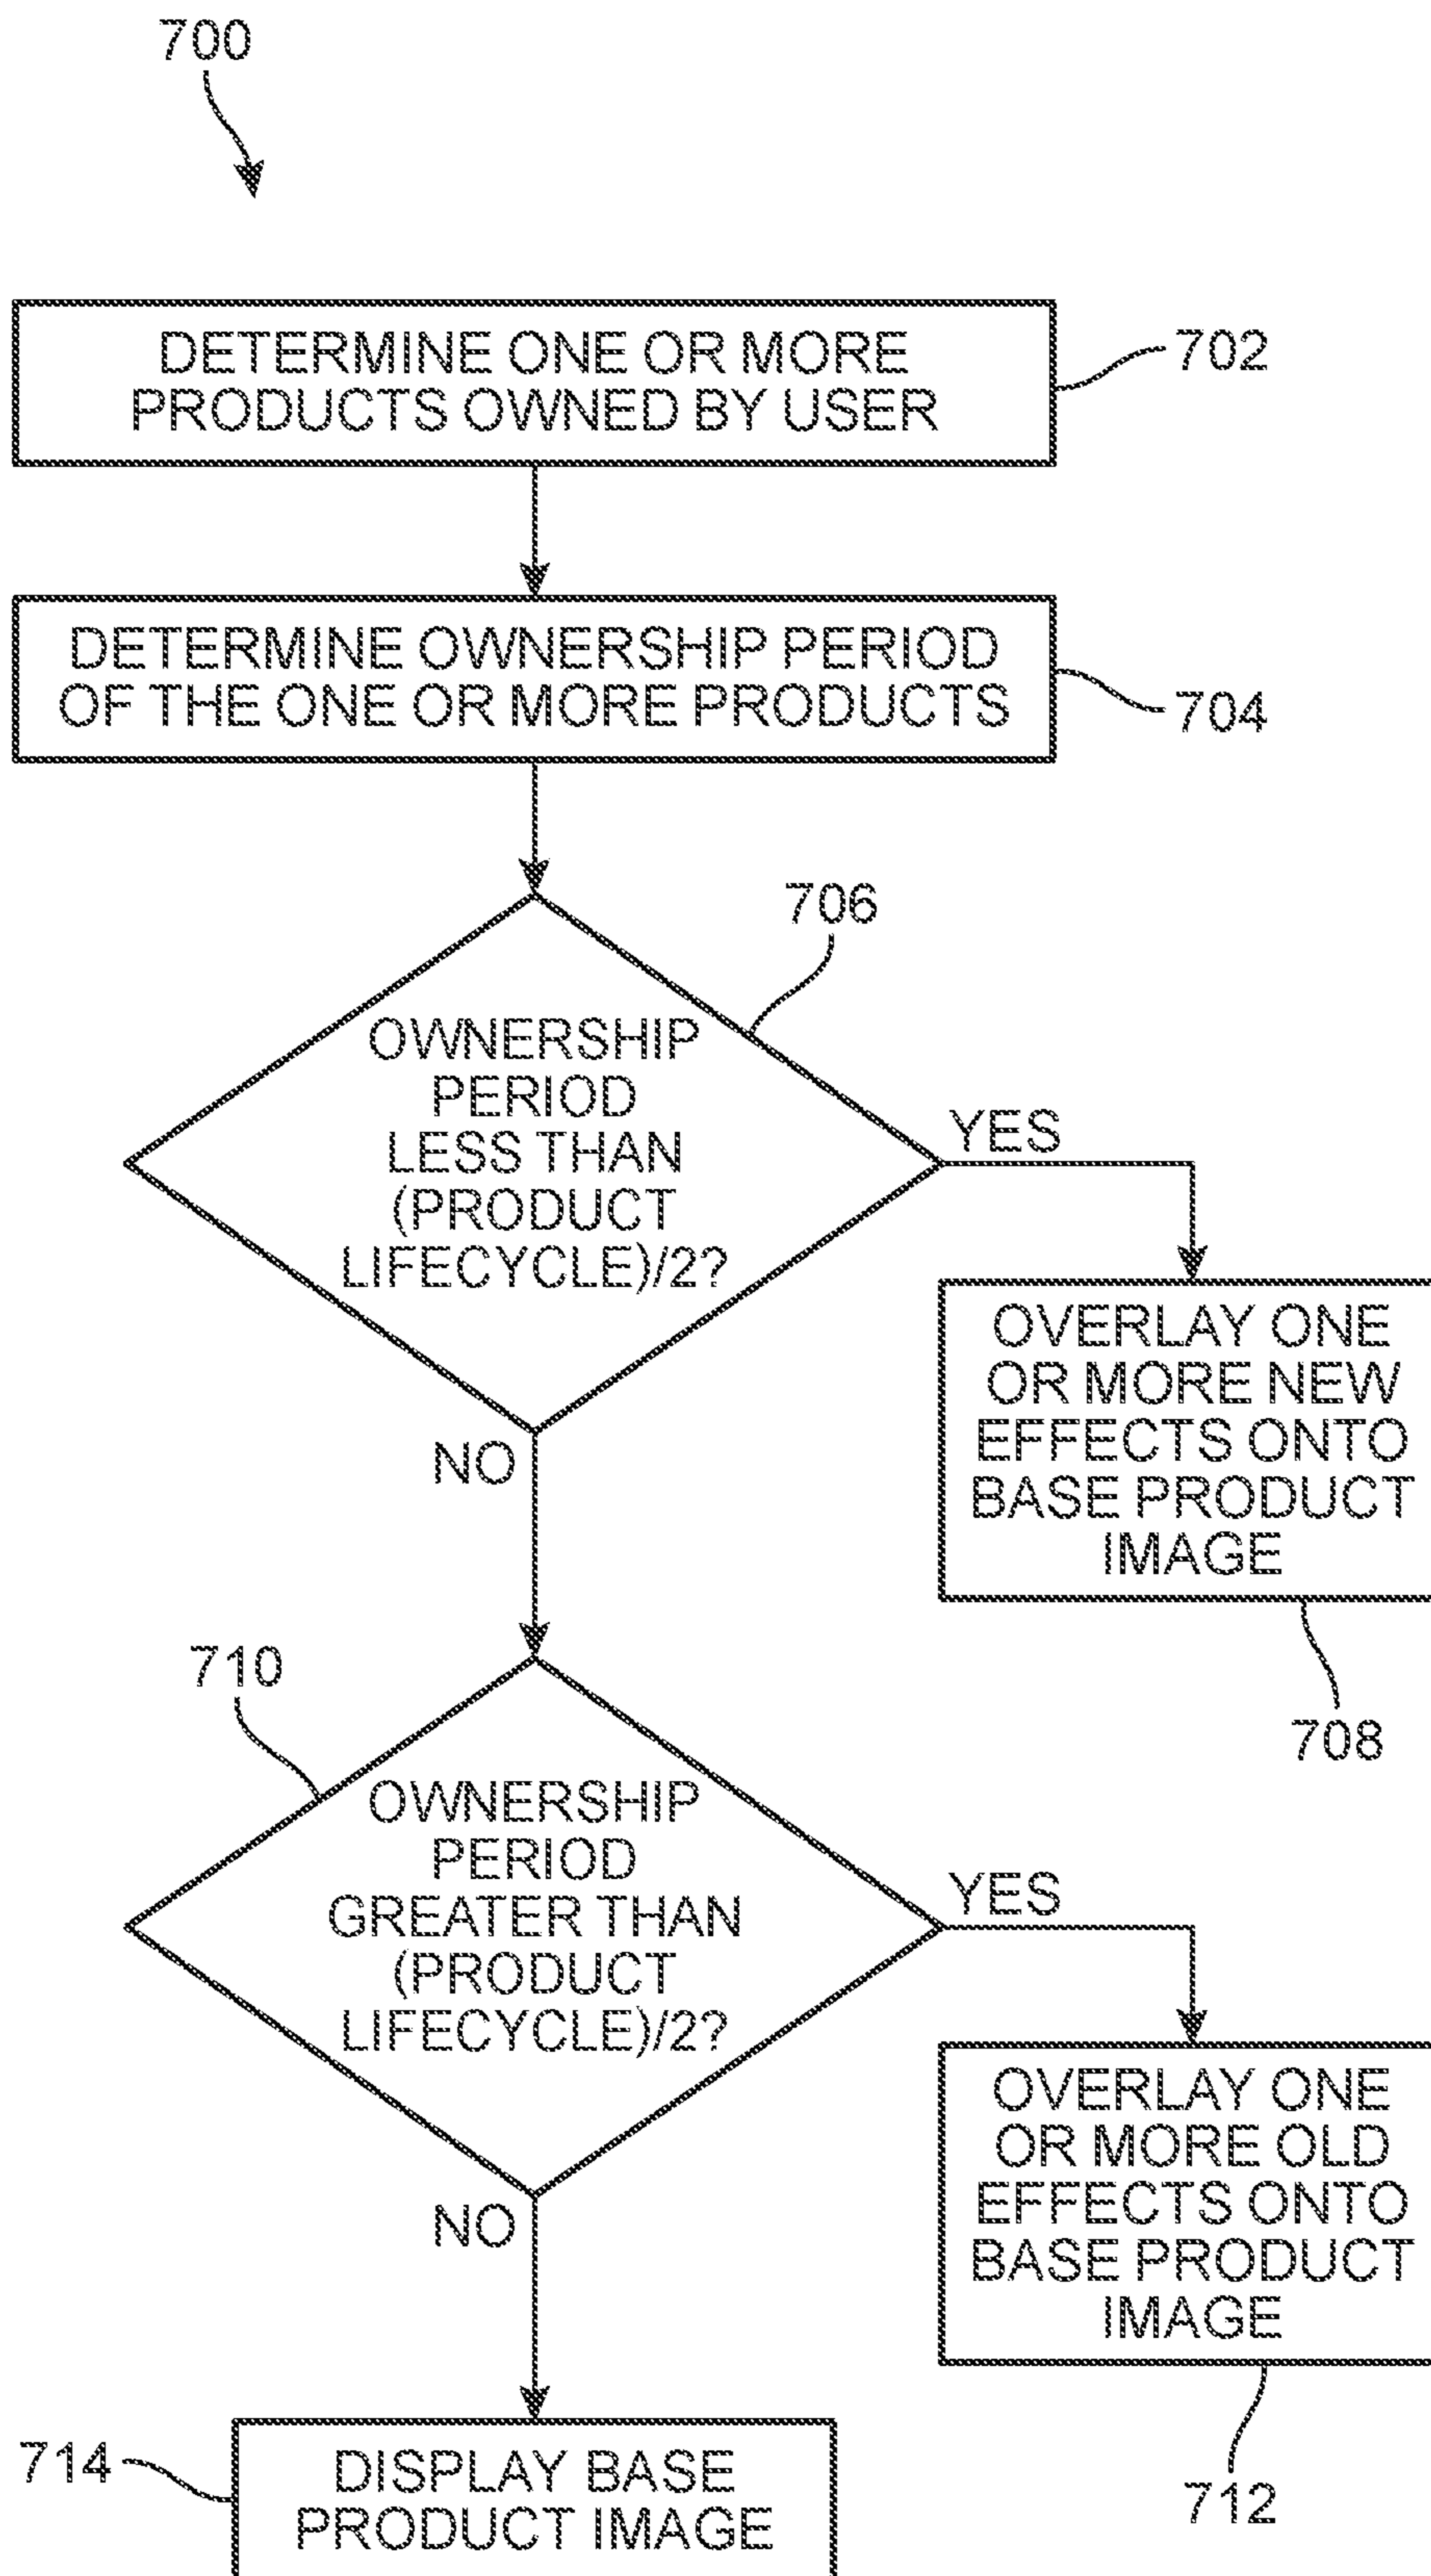 700
DETERMINE ONE OR MORE
PRODUCTS OWNED BY USER
702
DETERMINE OWNERSHIP PERIOD
OF THE ONE OR MORE PRODUCTS
704
706
OWNERSHIP
PERIOD
LESS THAN
(PRODUCT
LIFECYCLE)/2?
YES
NO
OVERLAY ONE
OR MORE NEW
EFFECTS ONTO
BASE PRODUCT
IMAGE
708
710
OWNERSHIP
PERIOD
GREATER THAN
(PRODUCT
LIFECYCLE)/2?
YES
NO
OVERLAY ONE
OR MORE OLD
EFFECTS ONTO
BASE PRODUCT
IMAGE
712
714
DISPLAY BASE
PRODUCT IMAGE